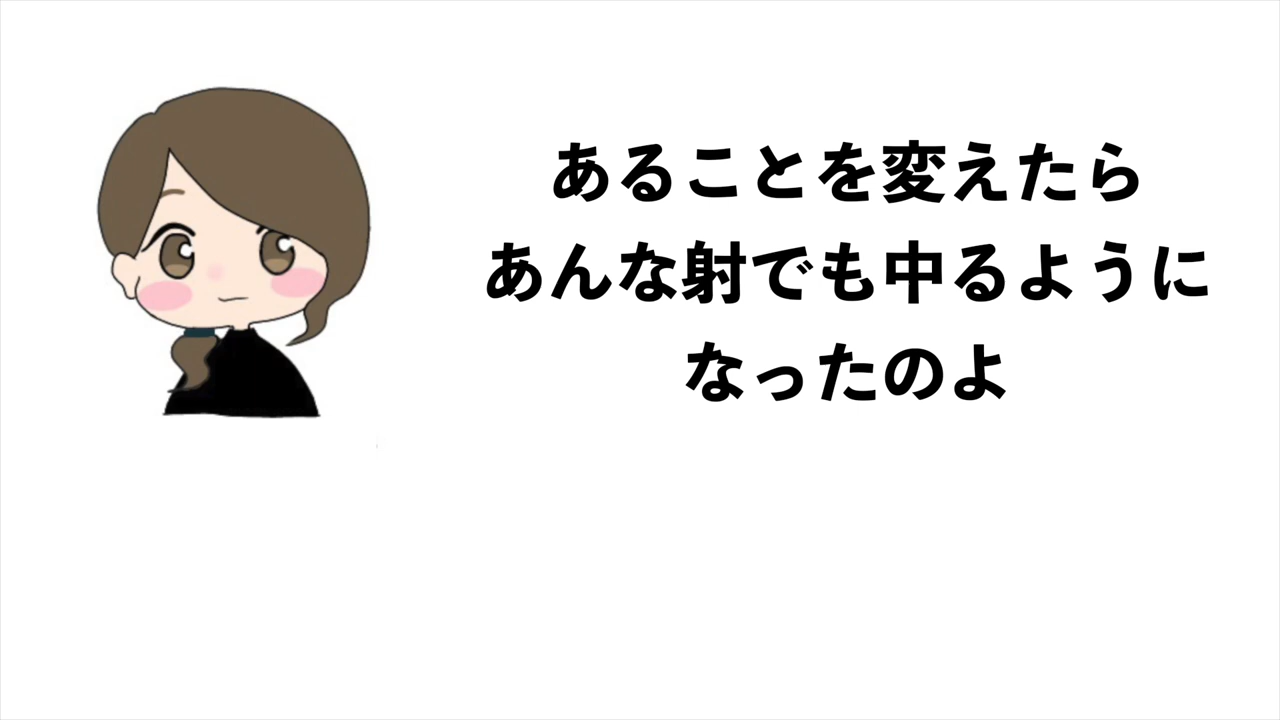 あることを変えたら
あんな射でも中るように
なったのよ